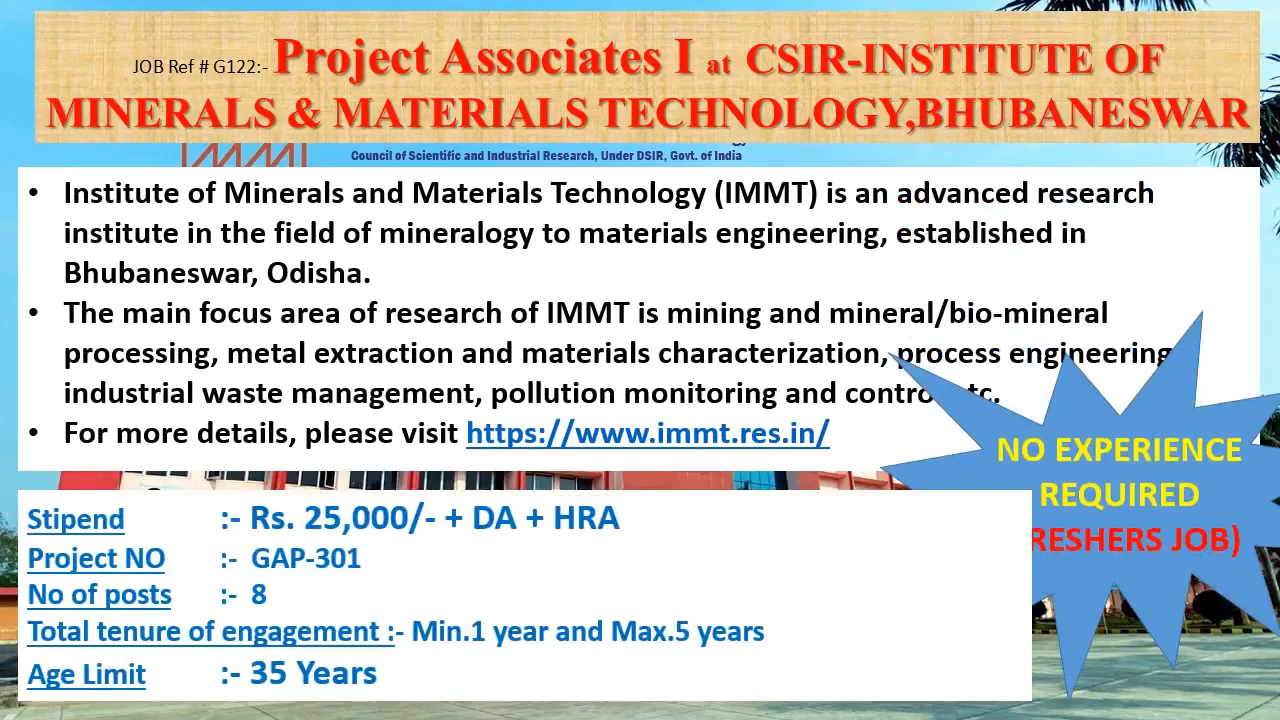 JOB Ref # G122:- Project Associates I at CSIR-INSTITUTE OF
MINERALS & MATERIALS TECHNOLOGY,BHUBANESWAR
Council of Scientific and Industrial Research, Under DSIR, Govt. of India
• Institute of Minerals and Materials Technology (IMMT) is an advanced research
institute in the field of mineralogy to materials engineering, established in
Bhubaneswar, Odisha.
• The main focus area of research of IMMT is mining and mineral/bio-mineral
processing, metal extraction and materials characterization, process engineering
industrial waste management, pollution monitoring and contro tc.
• For more details, please visit https://www.immt.res.in/
NO EXPERIENCE
REQUIRED
RESHERS JOB)
Stipend :- Rs. 25,000/- + DA + HRA
Project NO :- GAP-301
No of posts :- 8
Total tenure of engagement :- Min.1 year and Max.5 years
Age Limit :- 35 Years